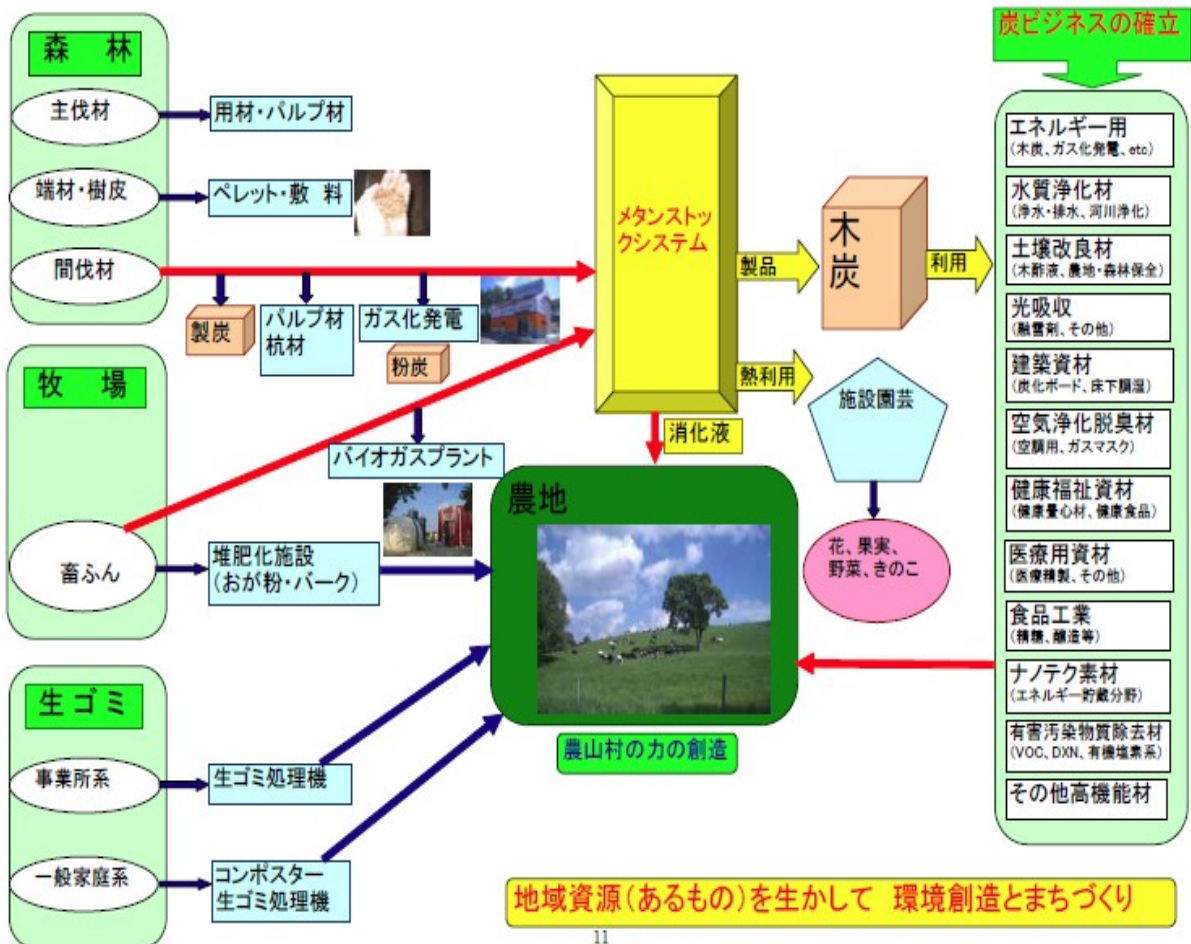 森 林
主伐材
用材・パルプ材
端材・樹皮
ペレット・敷 料
間伐材
製炭
パルプ材
杭材
ガス化発電
粉炭
牧 場
バイオガスプラント
畜ふん
堆肥化施設
(おが粉・バーク)
生 ゴ ミ
事業所系
生ゴミ処理機
一般家庭系
コンポスター
生ゴミ処理機
メタンストッ
クシステム
製品
木
炭
利用
熱利用
施設園芸
消化液
農地
花、果実、
野菜、きのこ
農山村の力の創造
炭ビジネスの確立
エネルギー用
(木炭、ガス化発電、etc)
水質浄化材
(浄水・排水、河川浄化)
土壌改良材
(木酢液、農地・森林保全)
光吸収
(融雪剤、その他)
建築資材
(炭化ボード、床下調湿)
空気浄化脱臭材
(空調用、ガスマスク)
健康福祉資材
(健康畳心材、健康食品)
医療用資材
(医療精製、その他)
食品工業
(精糖、醸造等)
ナノテク素材
(エネルギー貯蔵分野)
有害汚染物質除去材
(VOC、DXN、有機塩素系)
その他高機能材
地域資源(あるもの)を生かして 環境創造とまちづくり
11